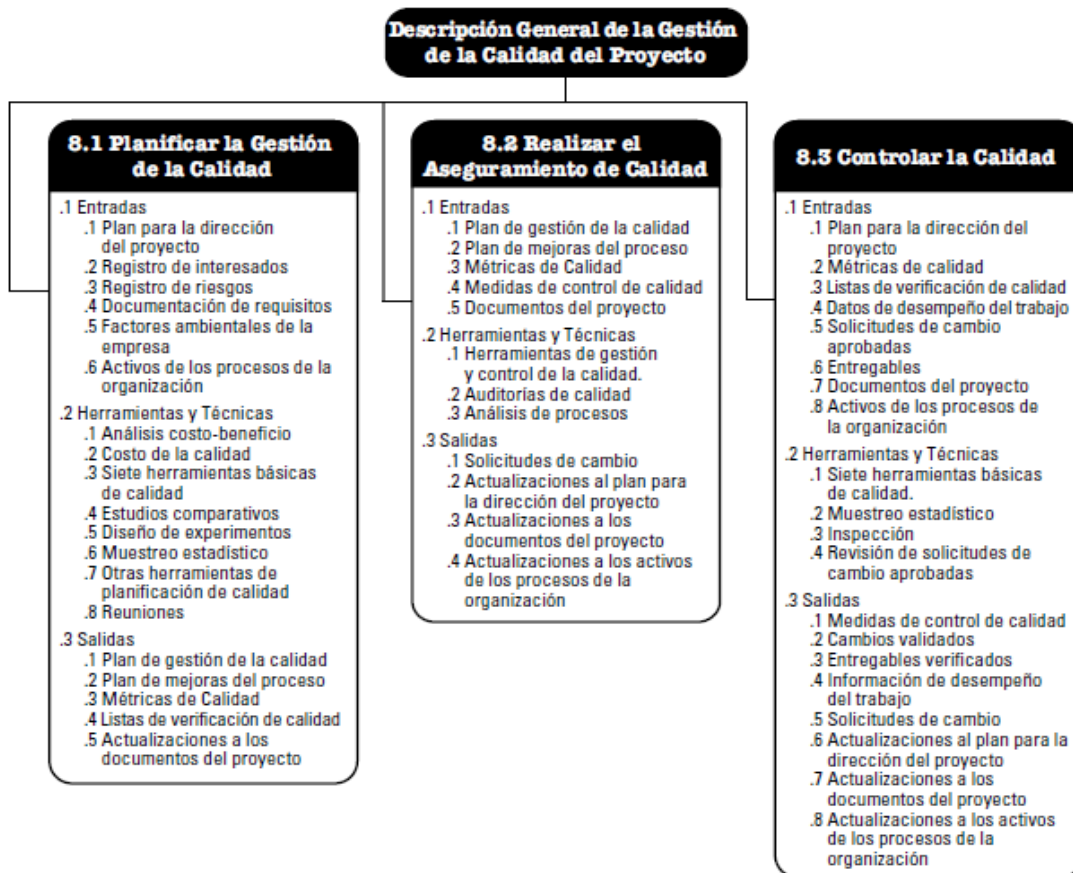 Descripción General de la Gestión
de la Calidad del Proyecto
8.1 Planificar la Gestión
de la Calidad
.1 Entradas
.1 Plan para la dirección
del proyecto
.2 Registro de interesados
.3 Registro de riesgos
.4 Documentación de requisitos
.5 Factores ambientales de la
empresa
.6 Activos de los procesos de la
organización
.2 Herramientas y Técnicas
.1 Análisis costo-beneficio
.2 Costo de la calidad
.3 Siete herramientas básicas
de calidad
.4 Estudios comparativos
.5 Diseño de experimentos
.6 Muestreo estadístico
.7 Otras herramientas de
planificación de calidad
.8 Reuniones
.3 Salidas
.1 Plan de gestión de la calidad
.2 Plan de mejoras del proceso
.3 Métricas de Calidad
.4 Listas de verificación de calidad
.5 Actualizaciones a los
documentos del proyecto
8.2 Realizar el
Aseguramiento de Calidad
.1 Entradas
.1 Plan de gestión de la calidad
.2 Plan de mejoras del proceso
.3 Métricas de Calidad
.4 Medidas de control de calidad
.5 Documentos del proyecto
.2 Herramientas y Técnicas
.1 Herramientas de gestión
y control de la calidad.
.2 Auditorías de calidad
.3 Análisis de procesos
.3 Salidas
.1 Solicitudes de cambio
.2 Actualizaciones al plan para
la dirección del proyecto
.3 Actualizaciones a los
documentos del proyecto
.4 Actualizaciones a los activos
de los procesos de la
organización
8.3 Controlar la Calidad
.1 Entradas
.1 Plan para la dirección del
proyecto
.2 Métricas de calidad
.3 Listas de verificación de calidad
.4 Datos de desempeño del trabajo
.5 Solicitudes de cambio
aprobadas
.6 Entregables
.7 Documentos del proyecto
.8 Activos de los procesos de
la organización
.2 Herramientas y Técnicas
.1 Siete herramientas básicas
de calidad.
.2 Muestreo estadístico
.3 Inspección
.4 Revisión de solicitudes de
cambio aprobadas
.3 Salidas
.1 Medidas de control de calidad
.2 Cambios validados
.3 Entregables verificados
.4 Información de desempeño
del trabajo
.5 Solicitudes de cambio
.6 Actualizaciones al plan para la
dirección del proyecto
.7 Actualizaciones a los
documentos del proyecto
.8 Actualizaciones a los activos
de los procesos de la
organización